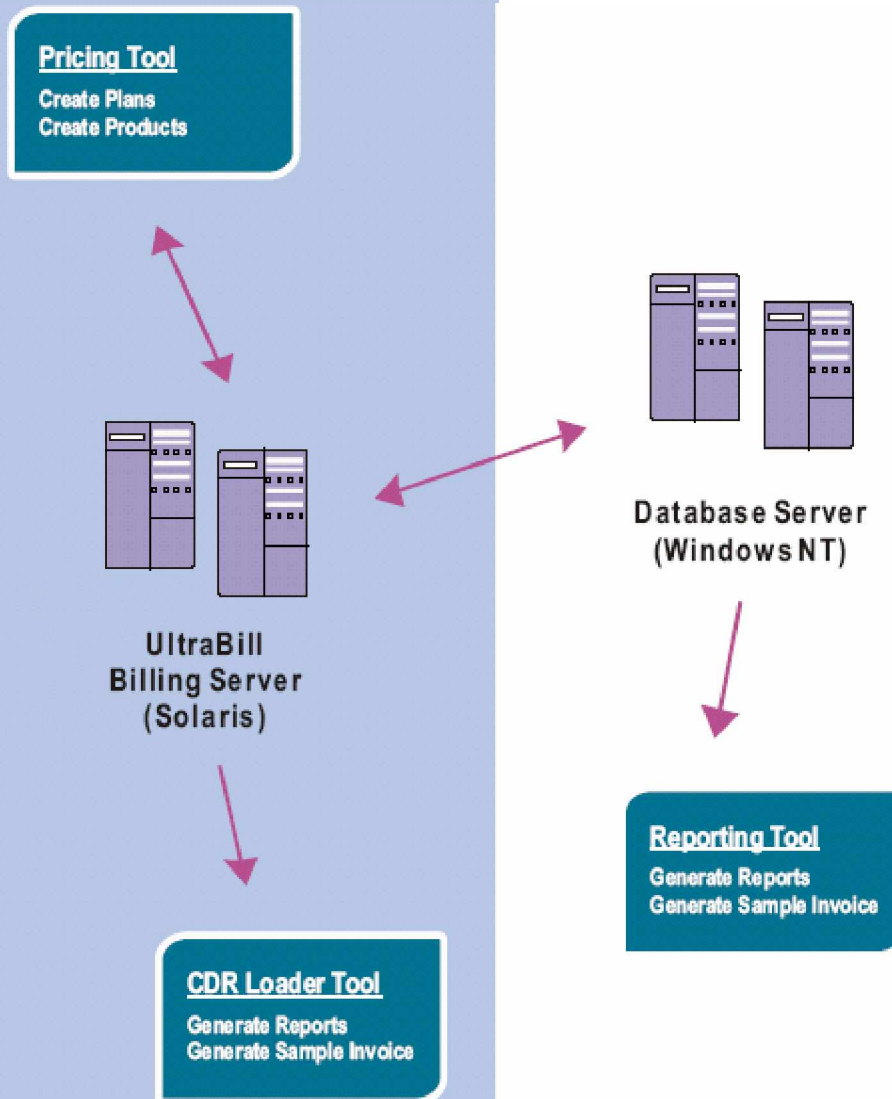 Pricing Tool
Create Plans
Create Products
Database Server
(Windows NT)
UltraBill
Billing Server
(Solaris)
Reporting Tool
Generate Reports
Generate Sample Invoice
CDR Loader Tool
Generate Reports
Generate Sample Invoice